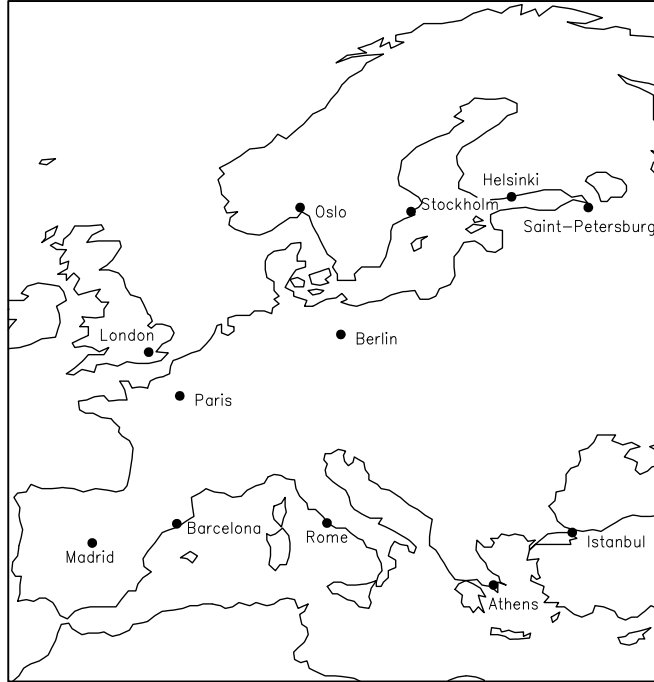 Helsinki
Stockholm
Oslo
Saint-Petersburg
London
Berlin
Paris
Barcelona
Rome
Istanbul
Madrid
Athens